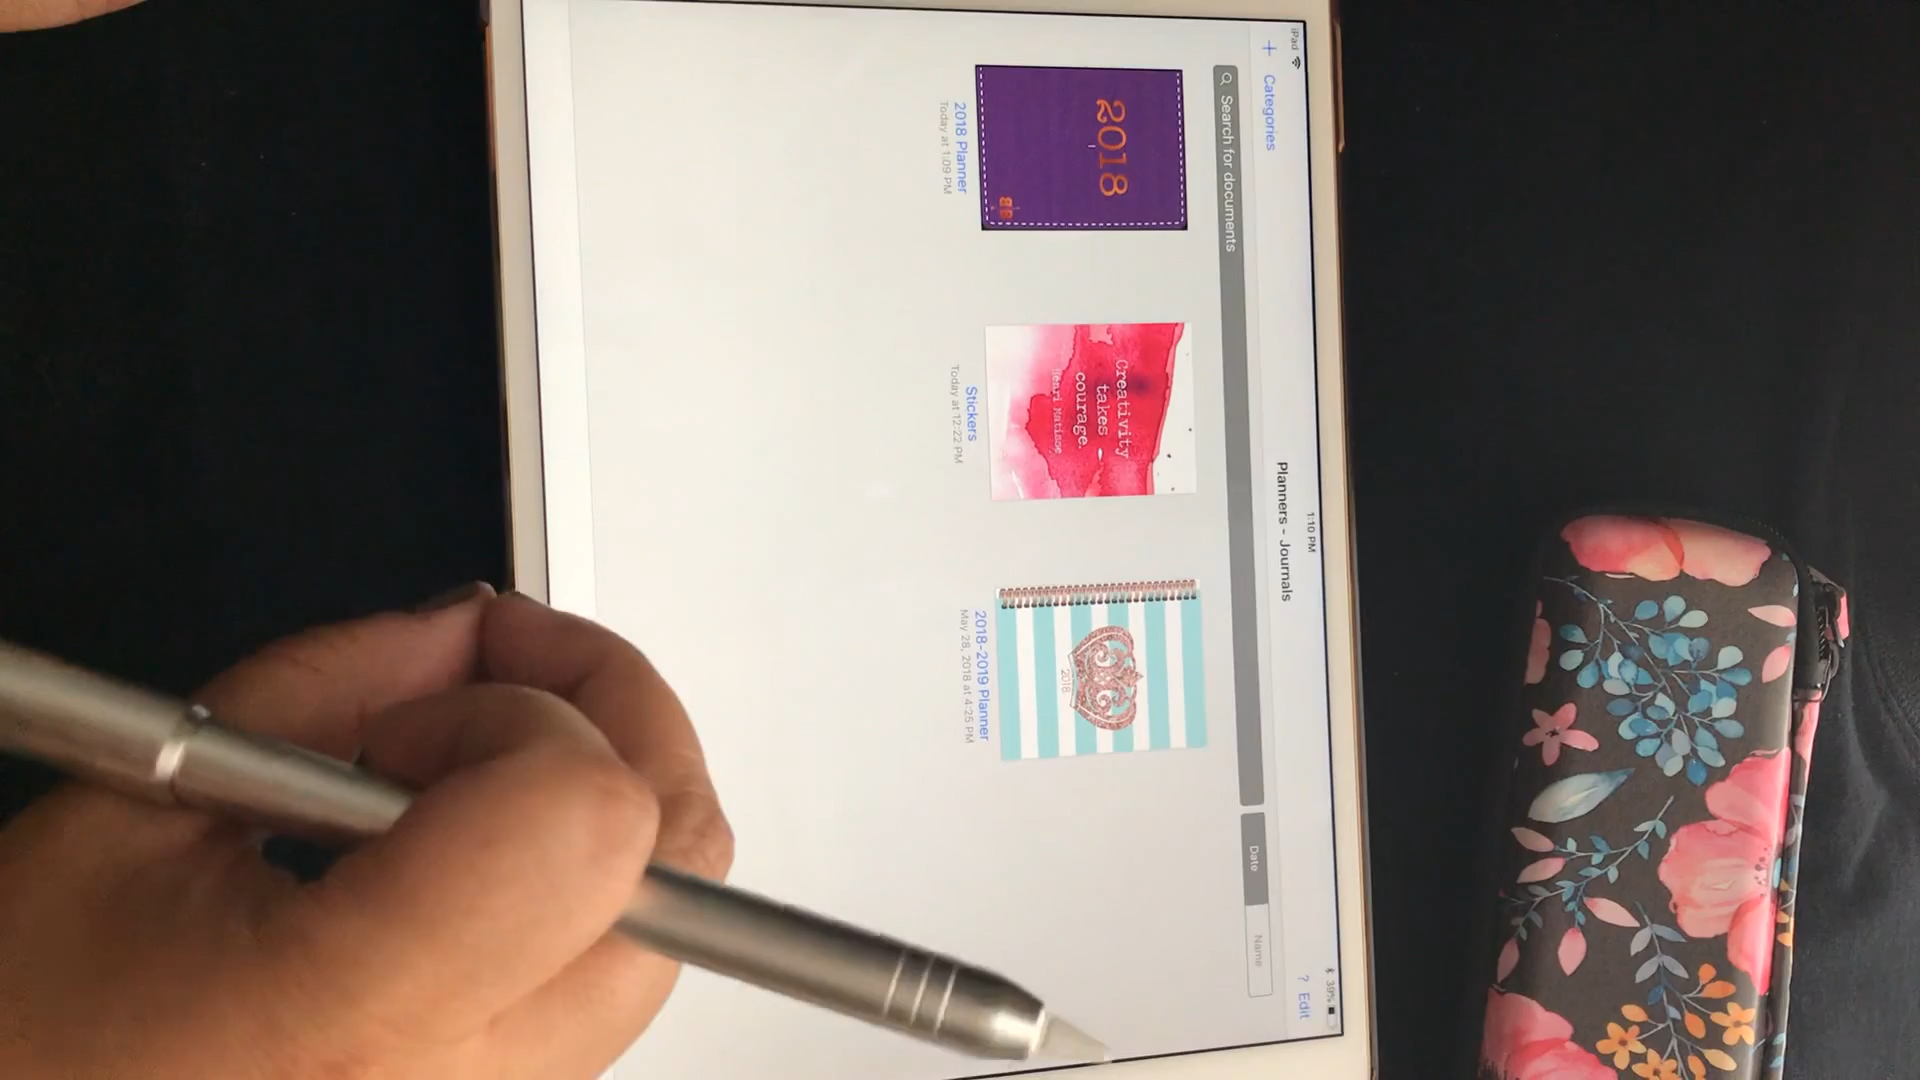 iPad
1:10 PM
39%
+ Categories
Planners - Journals
? Edit
Search for documents
Date
Name
2018
2018 Planner
Today at 1:09 PM
Creativity
takes
courage.
Henri Matisse
Stickers
Today at 12:22 PM
2018
2018-2019 Planner
May 28, 2018 at 4:25 PM